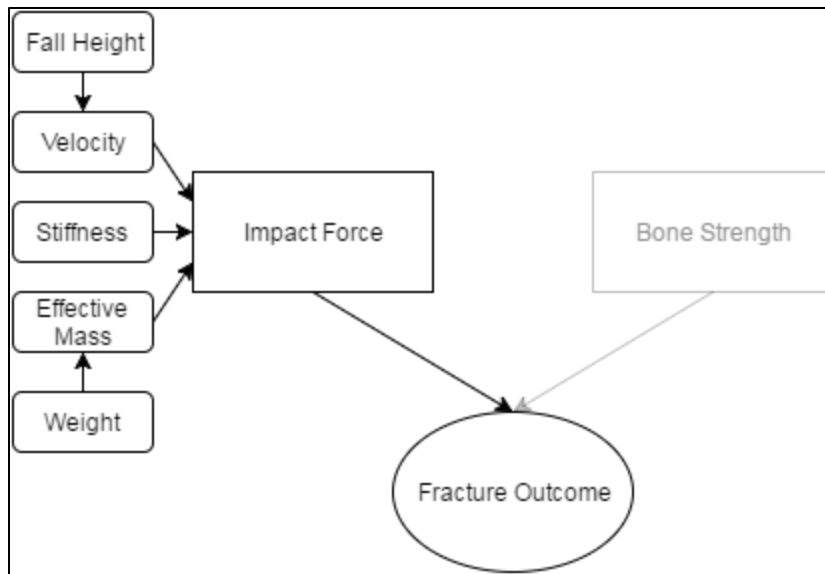 Fall Height
Velocity
Stiffness
Impact Force
Bone Strength
Effective
Mass
Weight
Fracture Outcome